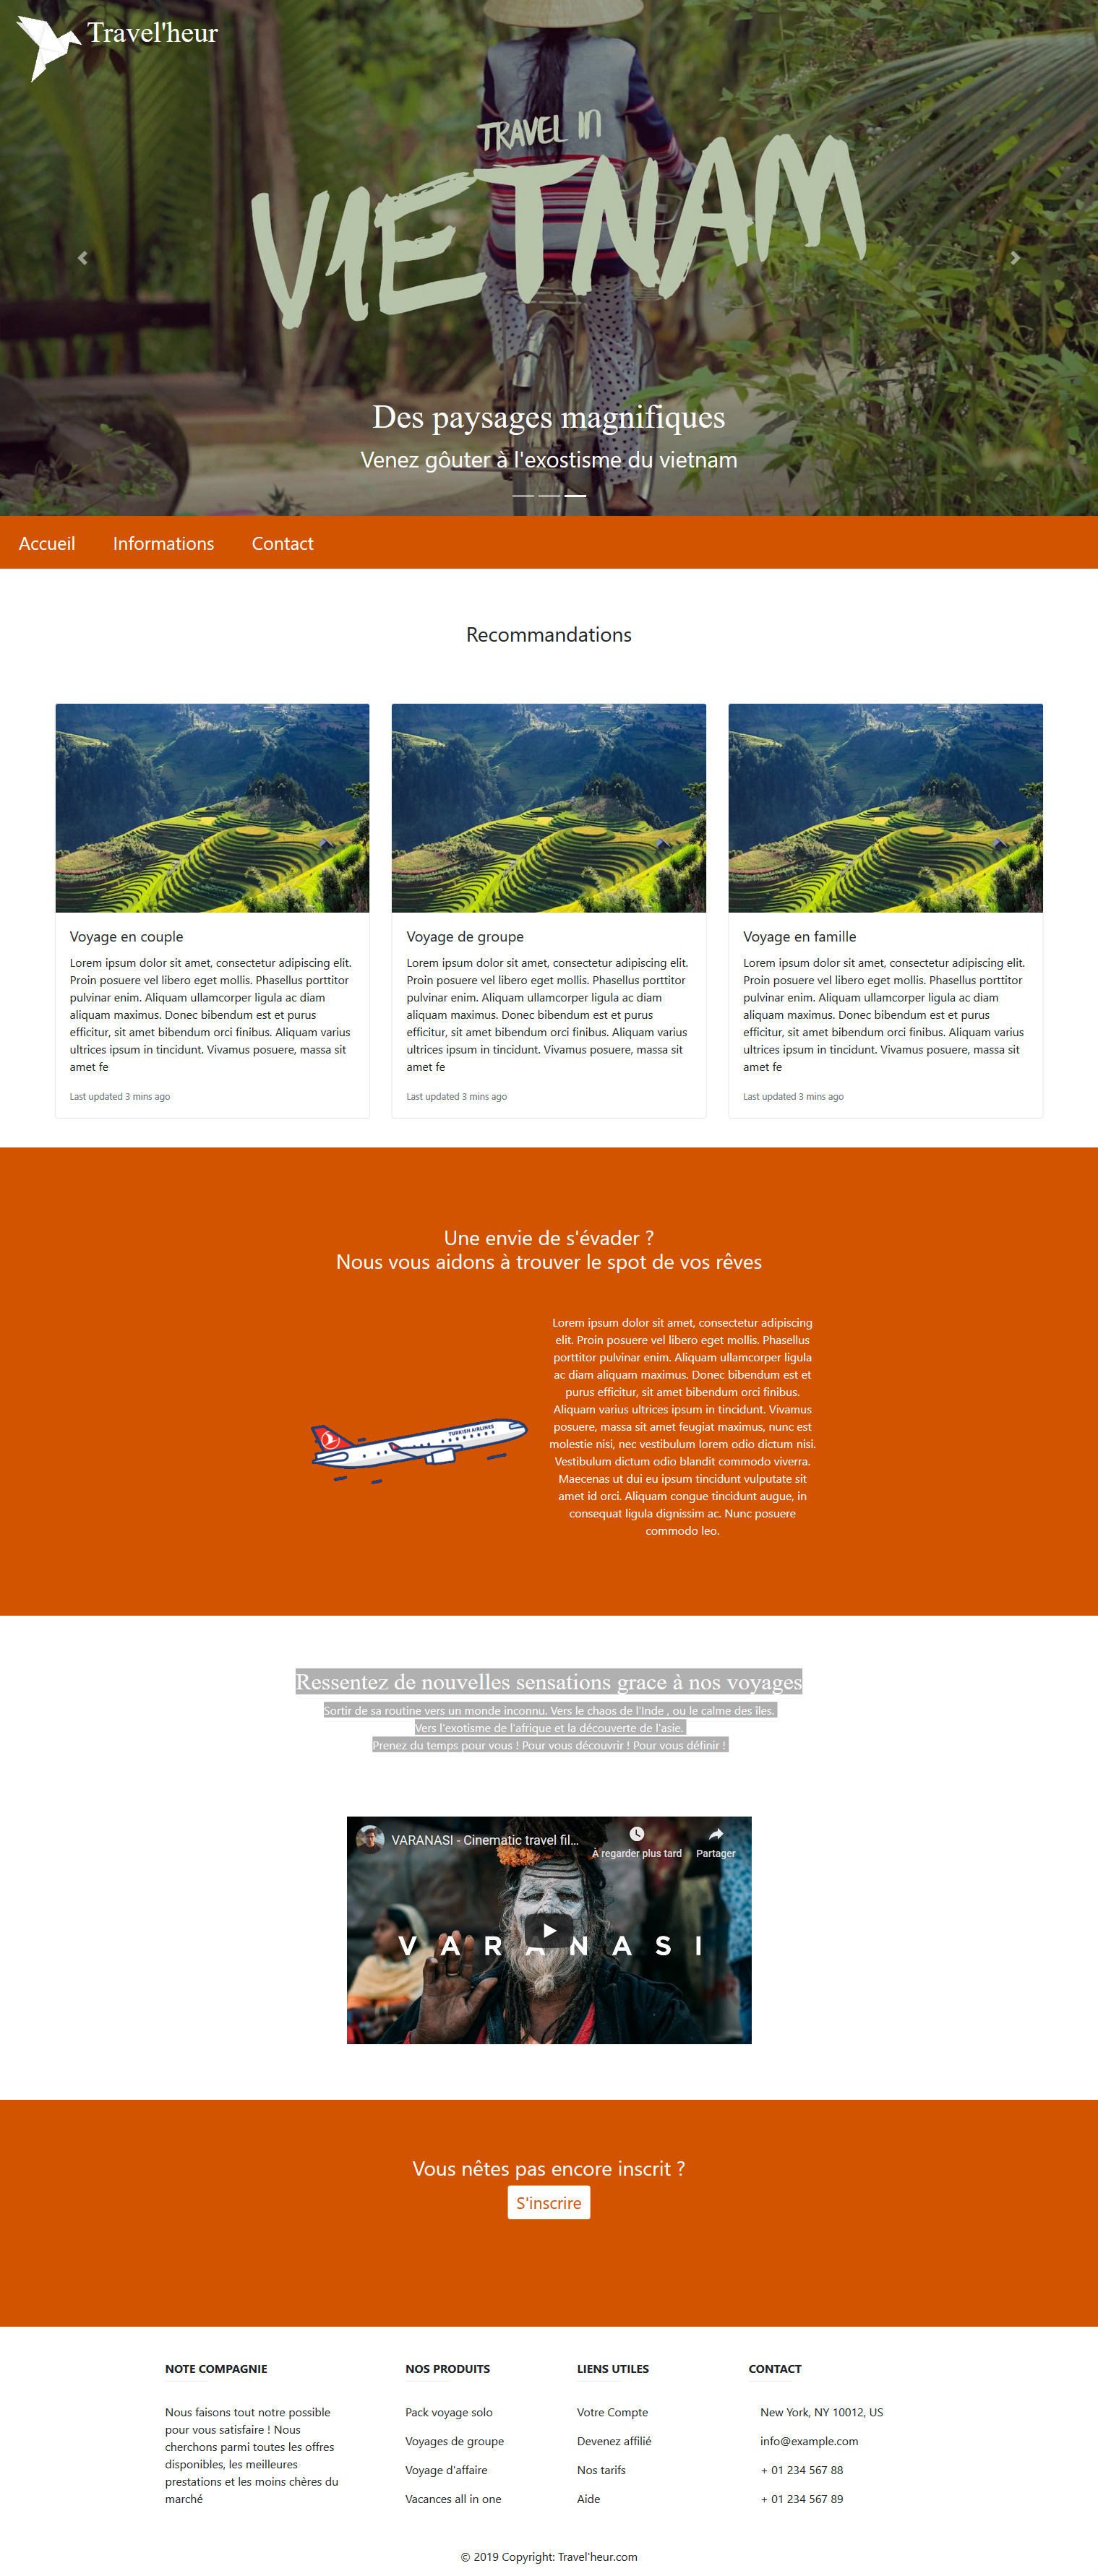 Travel'heur
TRAVEL IN
VIETNAM
Des paysages magnifiques
Venez gôuter à l'exostisme du vietnam
Accueil
Informations
Contact
Recommandations
Voyage en couple
Lorem ipsum dolor sit amet, consectetur adipiscing elit.
Proin posuere vel libero eget mollis. Phasellus porttitor
pulvinar enim. Aliquam ullamcorper ligula ac diam
aliquam maximus. Donec bibendum est et purus
efficitur, sit amet bibendum orci finibus. Aliquam varius
ultrices ipsum in tincidunt. Vivamus posuere, massa sit
amet fe
Last updated 3 mins ago
Voyage de groupe
Lorem ipsum dolor sit amet, consectetur adipiscing elit.
Proin posuere vel libero eget mollis. Phasellus porttitor
pulvinar enim. Aliquam ullamcorper ligula ac diam
aliquam maximus. Donec bibendum est et purus
efficitur, sit amet bibendum orci finibus. Aliquam varius
ultrices ipsum in tincidunt. Vivamus posuere, massa sit
amet fe
Last updated 3 mins ago
Voyage en famille
Lorem ipsum dolor sit amet, consectetur adipiscing elit.
Proin posuere vel libero eget mollis. Phasellus porttitor
pulvinar enim. Aliquam ullamcorper ligula ac diam
aliquam maximus. Donec bibendum est et purus
efficitur, sit amet bibendum orci finibus. Aliquam varius
ultrices ipsum in tincidunt. Vivamus posuere, massa sit
amet fe
Last updated 3 mins ago
Une envie de s'évader ?
Nous vous aidons à trouver le spot de vos rêves
TURKISH AIRLINES
Lorem ipsum dolor sit amet, consectetur adipiscing
elit. Proin posuere vel libero eget mollis. Phasellus
porttitor pulvinar enim. Aliquam ullamcorper ligula
ac diam aliquam maximus. Donec bibendum est et
purus efficitur, sit amet bibendum orci finibus.
Aliquam varius ultrices ipsum in tincidunt. Vivamus
posuere, massa sit amet feugiat maximus, nunc est
molestie nisi, nec vestibulum lorem odio dictum nisi.
Vestibulum dictum odio blandit commodo viverra.
Maecenas ut dui eu ipsum tincidunt vulputate sit
amet id orci. Aliquam congue tincidunt augue, in
consequat ligula dignissim ac. Nunc posuere
commodo leo.
Ressentez de nouvelles sensations grace à nos voyages
Sortir de sa routine vers un monde inconnu. Vers le chaos de l'Inde , ou le calme des îles.
Vers l'exotisme de l'afrique et la découverte de l'asie.
Prenez du temps pour vous ! Pour vous découvrir ! Pour vous définir !
VARANASI - Cinematic travel fil...
À regarder plus tard
Partager
VARANASI
Vous nêtes pas encore inscrit ?
S'inscrire
NOTE COMPAGNIE
Nous faisons tout notre possible
pour vous satisfaire ! Nous
cherchons parmi toutes les offres
disponibles, les meilleures
prestations et les moins chères du
marché
NOS PRODUITS
Pack voyage solo
Voyages de groupe
Voyage d'affaire
Vacances all in one
LIENS UTILES
Votre Compte
Devenez affilié
Nos tarifs
Aide
CONTACT
New York, NY 10012, US
info@example.com
+ 01 234 567 88
+ 01 234 567 89
© 2019 Copyright: Travel'heur.com